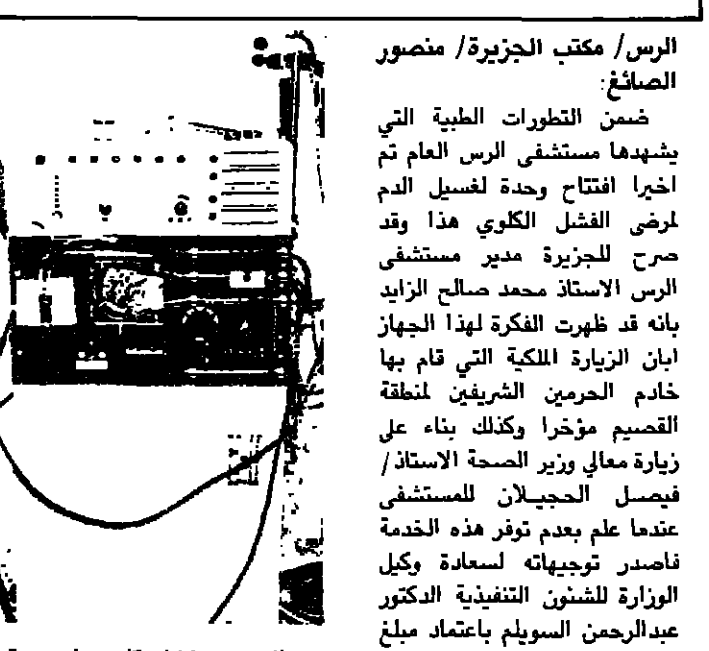 الرس/ مكتب الجزيرة/ منصور
الصائغ:
ضمن التطورات الطبية التي
يشهدها مستشفى الرس العام تم
اخيرا افتتاح وحدة لغسيل الدم
لمرضى الفشل الكلوي هذا وقد
صرح للجزيرة مدير مستشفى
الرس الاستاذ محمد صالح الزايد
بانه قد ظهرت الفكرة لهذا الجهاز
ابان الزيارة الملكية التي قام بها
خادم الحرمين الشريفين لمنطقة
القصيم مؤخرا وكذلك بناء على
زيارة معالي وزير الصحة الاستاذ/
فيصل الحجيلان للمستشفى
عندما علم بعدم توفر هذه الخدمة
فاصدر توجيهاته لسعادة وكيل
الوزارة للشئون التنفيذية الدكتور
عبدالرحمن السويلم باعتماد مبلغ